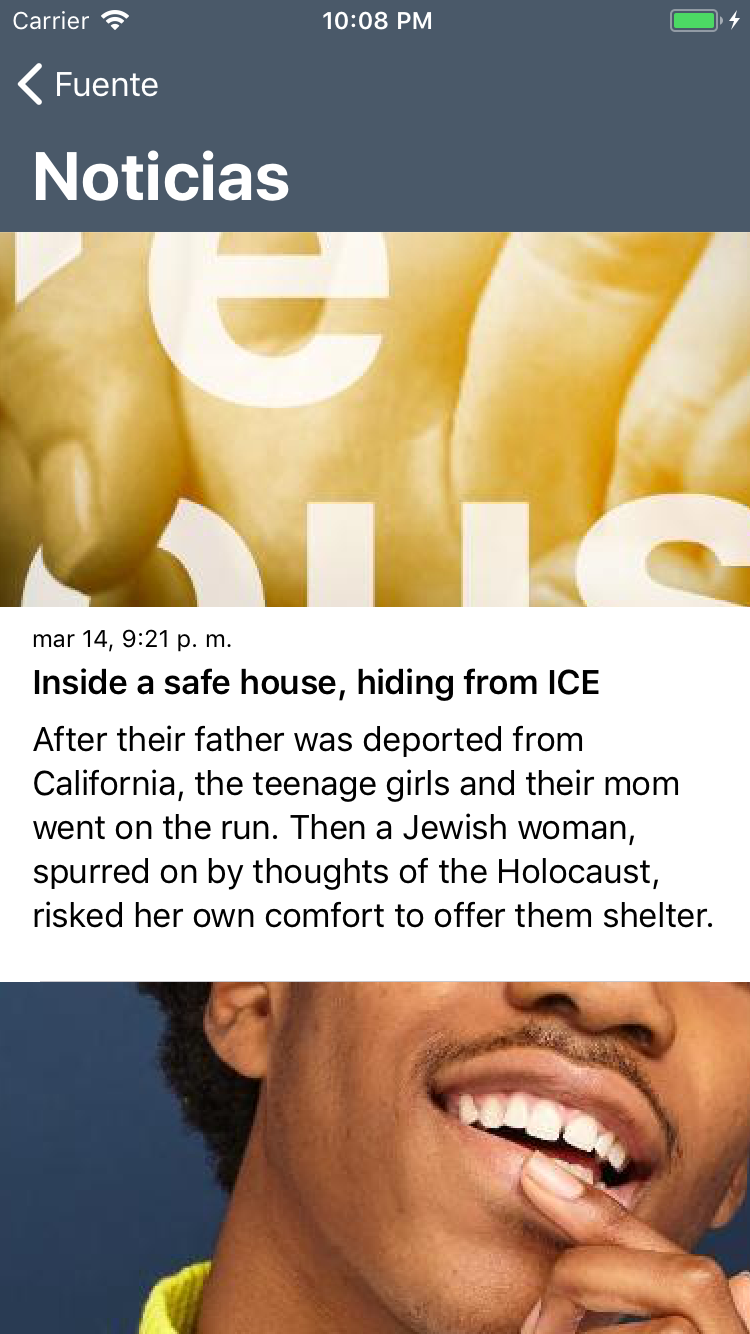 Carrier 10:08 PM
Fuente
Noticias
re
ous
mar 14, 9:21 p. m.
Inside a safe house, hiding from ICE
After their father was deported from
California, the teenage girls and their mom
went on the run. Then a Jewish woman,
spurred on by thoughts of the Holocaust,
risked her own comfort to offer them shelter.